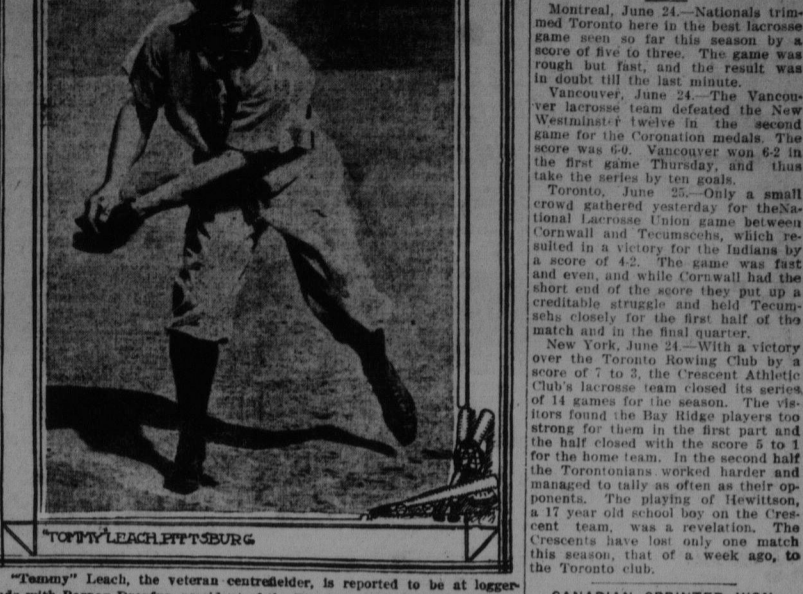 "TOMMY" LEACH PITTSBURG
"Tommy" Leach, the veteran centrefielder, is reported to be at logger-
Montreal, June 24.—Nationals trim-
med Toronto here in the best lacrosse
game seen so far this season by a
score of five to three. The game was
rough but fast, and the result was
in doubt till the last minute.
Vancouver, June 24.—The Vancou-
ver lacrosse team defeated the New
Westminster twelve in the second
game for the Coronation medals. The
score was 6-0. Vancouver won 6-2 in
the first game Thursday, and thus
take the series by ten goals.
Toronto, June 25.—Only a small
crowd gathered yesterday for theNa-
tional Lacrosse Union game between
Cornwall and Tecumsehs, which re-
sulted in a victory for the Indians by
a score of 4-2. The game was fast
and even, and while Cornwall had the
short end of the score they put up a
creditable struggle and held Tecum-
sehs closely for the first half of the
match and in the final quarter.
New York, June 24.—With a victory
over the Toronto Rowing Club by a
score of 7 to 3, the Crescent Athletic
Club's lacrosse team closed its series
of 14 games for the season. The vis-
itors found the Bay Ridge players too
strong for them in the first part and
the half closed with the score 5 to 1
for the home team. In the second half
the Torontonians worked harder and
managed to tally as often as their op-
ponents. The playing of Hewittson,
a 17 year old school boy on the Cres-
cent team, was a revelation. The
Crescents have lost only one match
this season, that of a week ago, to
the Toronto club.